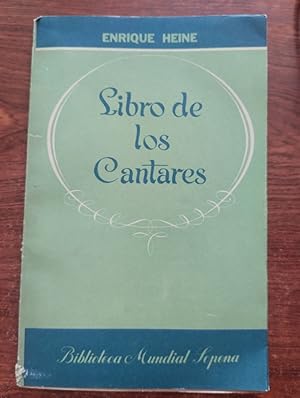 ENRIQUE HEINE
Libro de
los
Cantares
Biblioteca Mundial Sopena